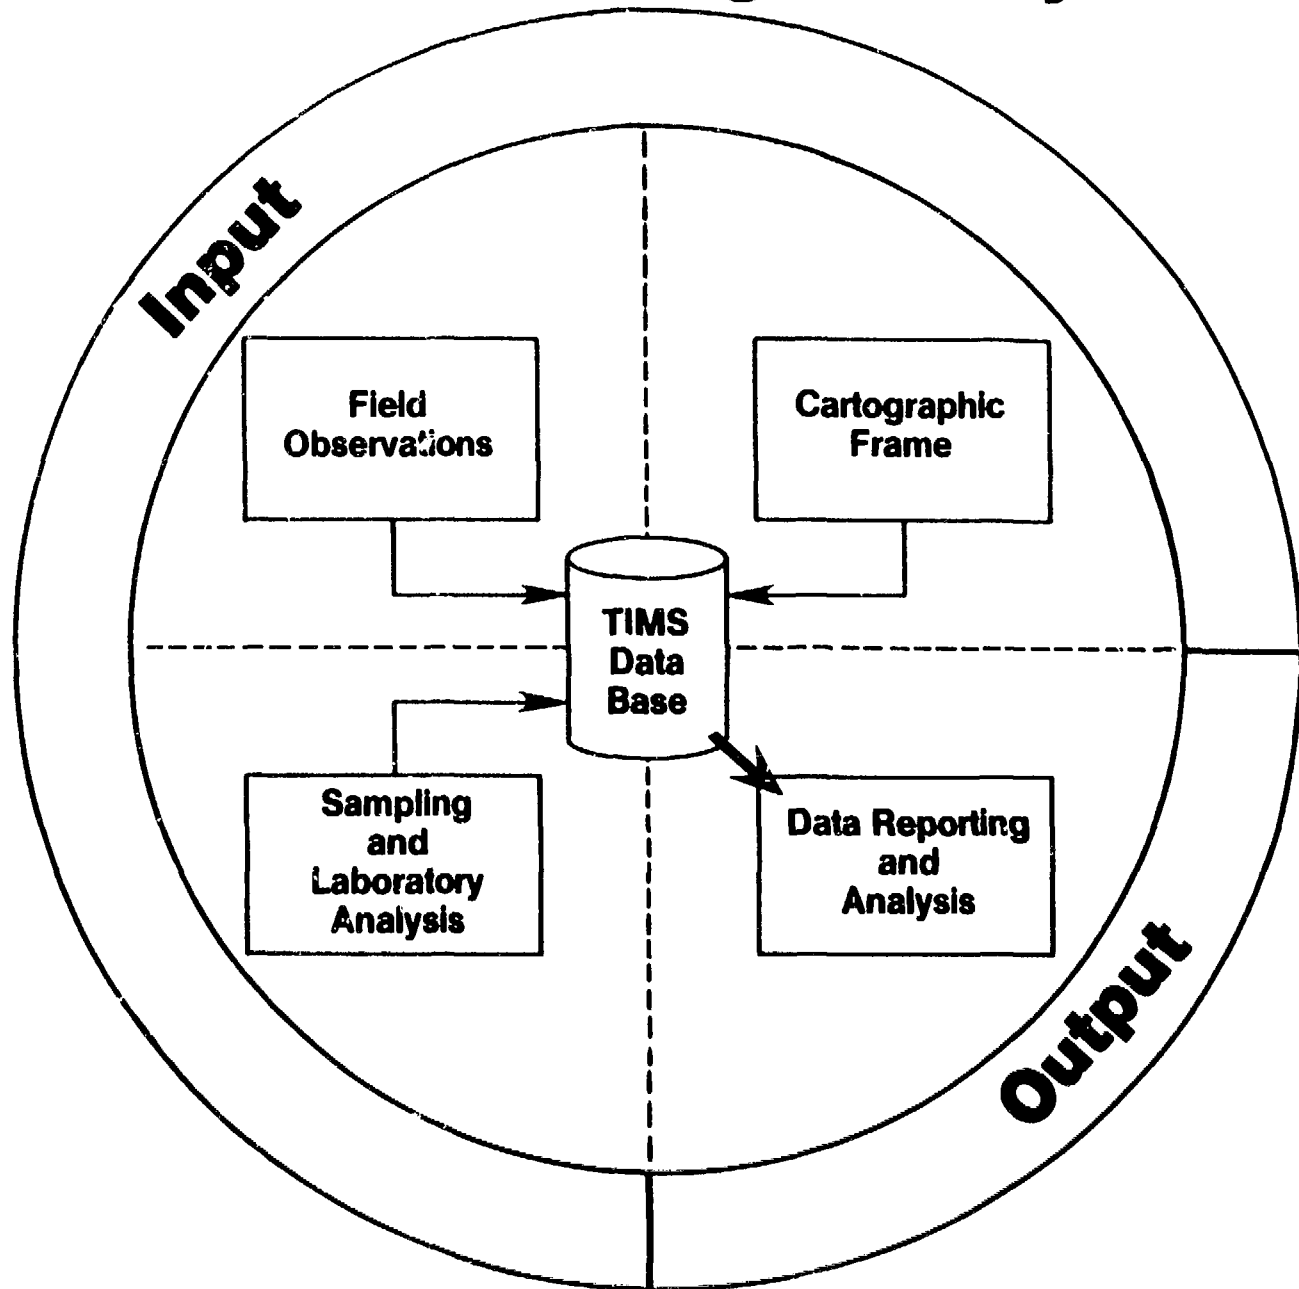 Input
Field
Observations
Cartographic
Frame
TIMS
Data
Base
Sampling
and
Laboratory
Analysis
Data Reporting
and
Analysis
Output